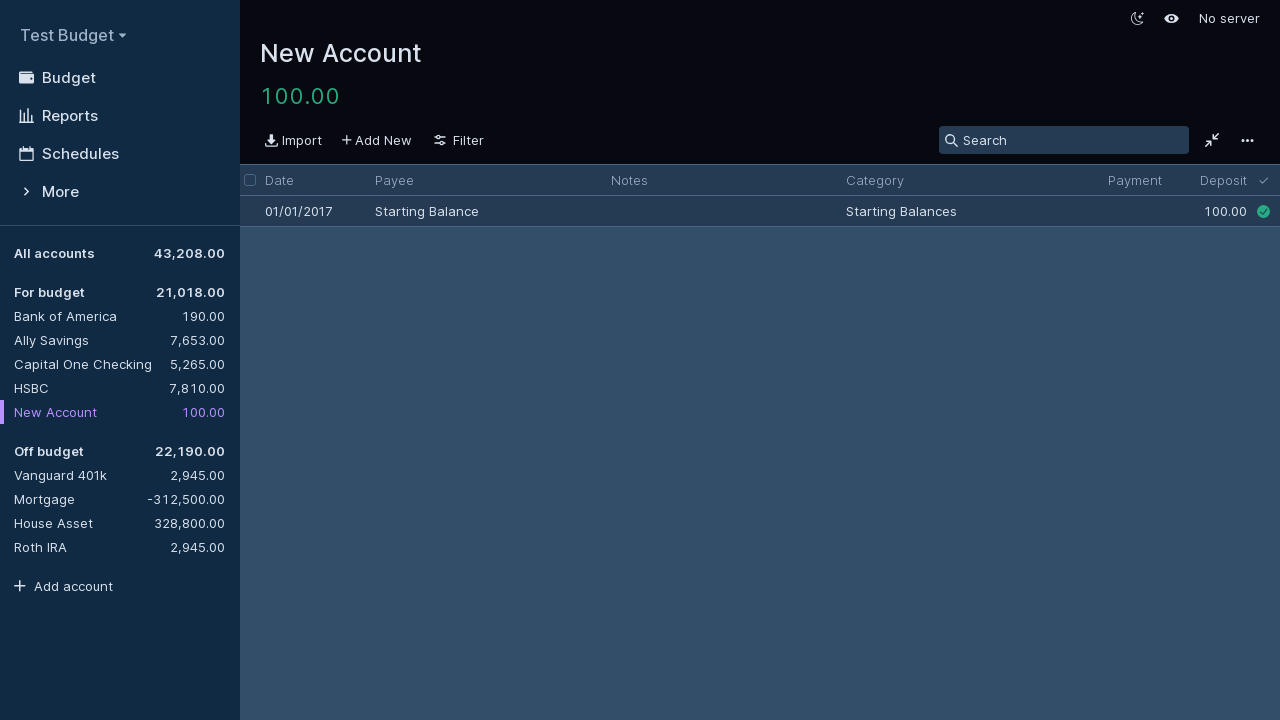 Test Budget
Budget
Reports
Schedules
More
All accounts 43,208.00
For budget 21,018.00
Bank of America 190.00
Ally Savings 7,653.00
Capital One Checking 5,265.00
HSBC 7,810.00
New Account 100.00
Off budget 22,190.00
Vanguard 401k 2,945.00
Mortgage -312,500.00
House Asset 328,800.00
Roth IRA 2,945.00
Add account
No server
New Account
100.00
Import Add New Filter Search
Date Payee Notes Category Payment Deposit
01/01/2017 Starting Balance Starting Balances 100.00